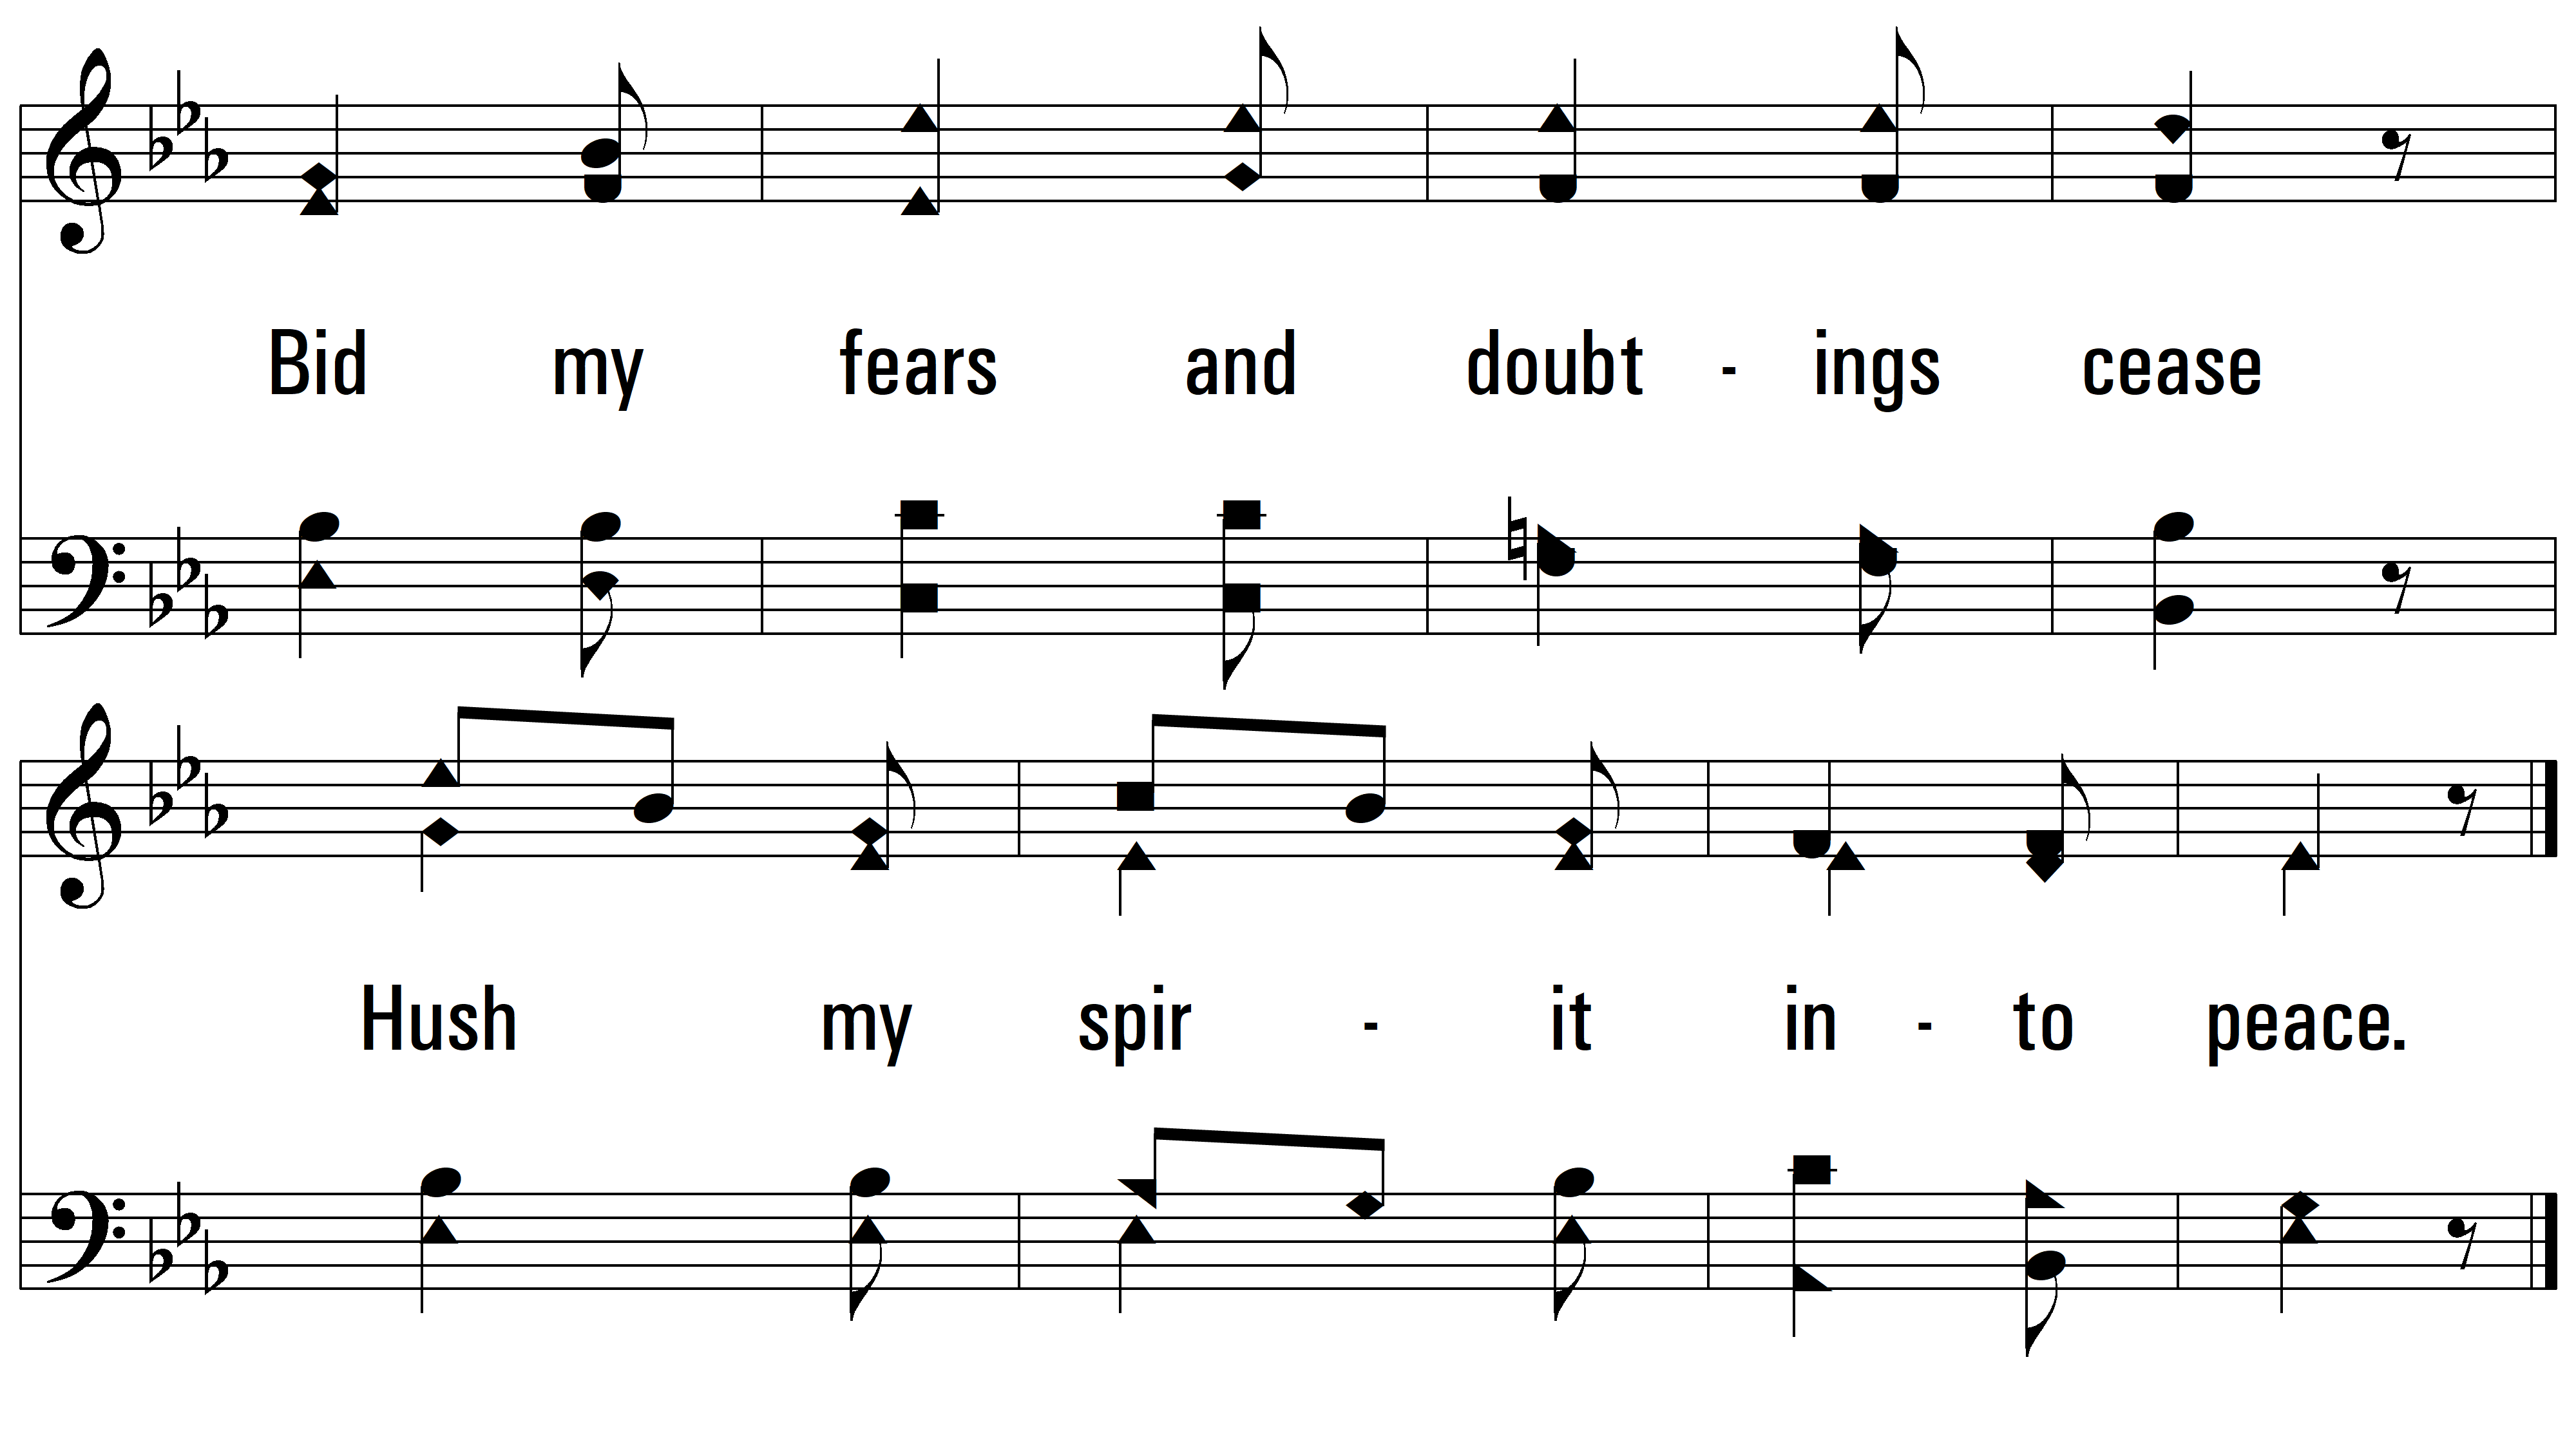 Bid my fears and doubt - ings cease
Hush my spir - it in - to peace.